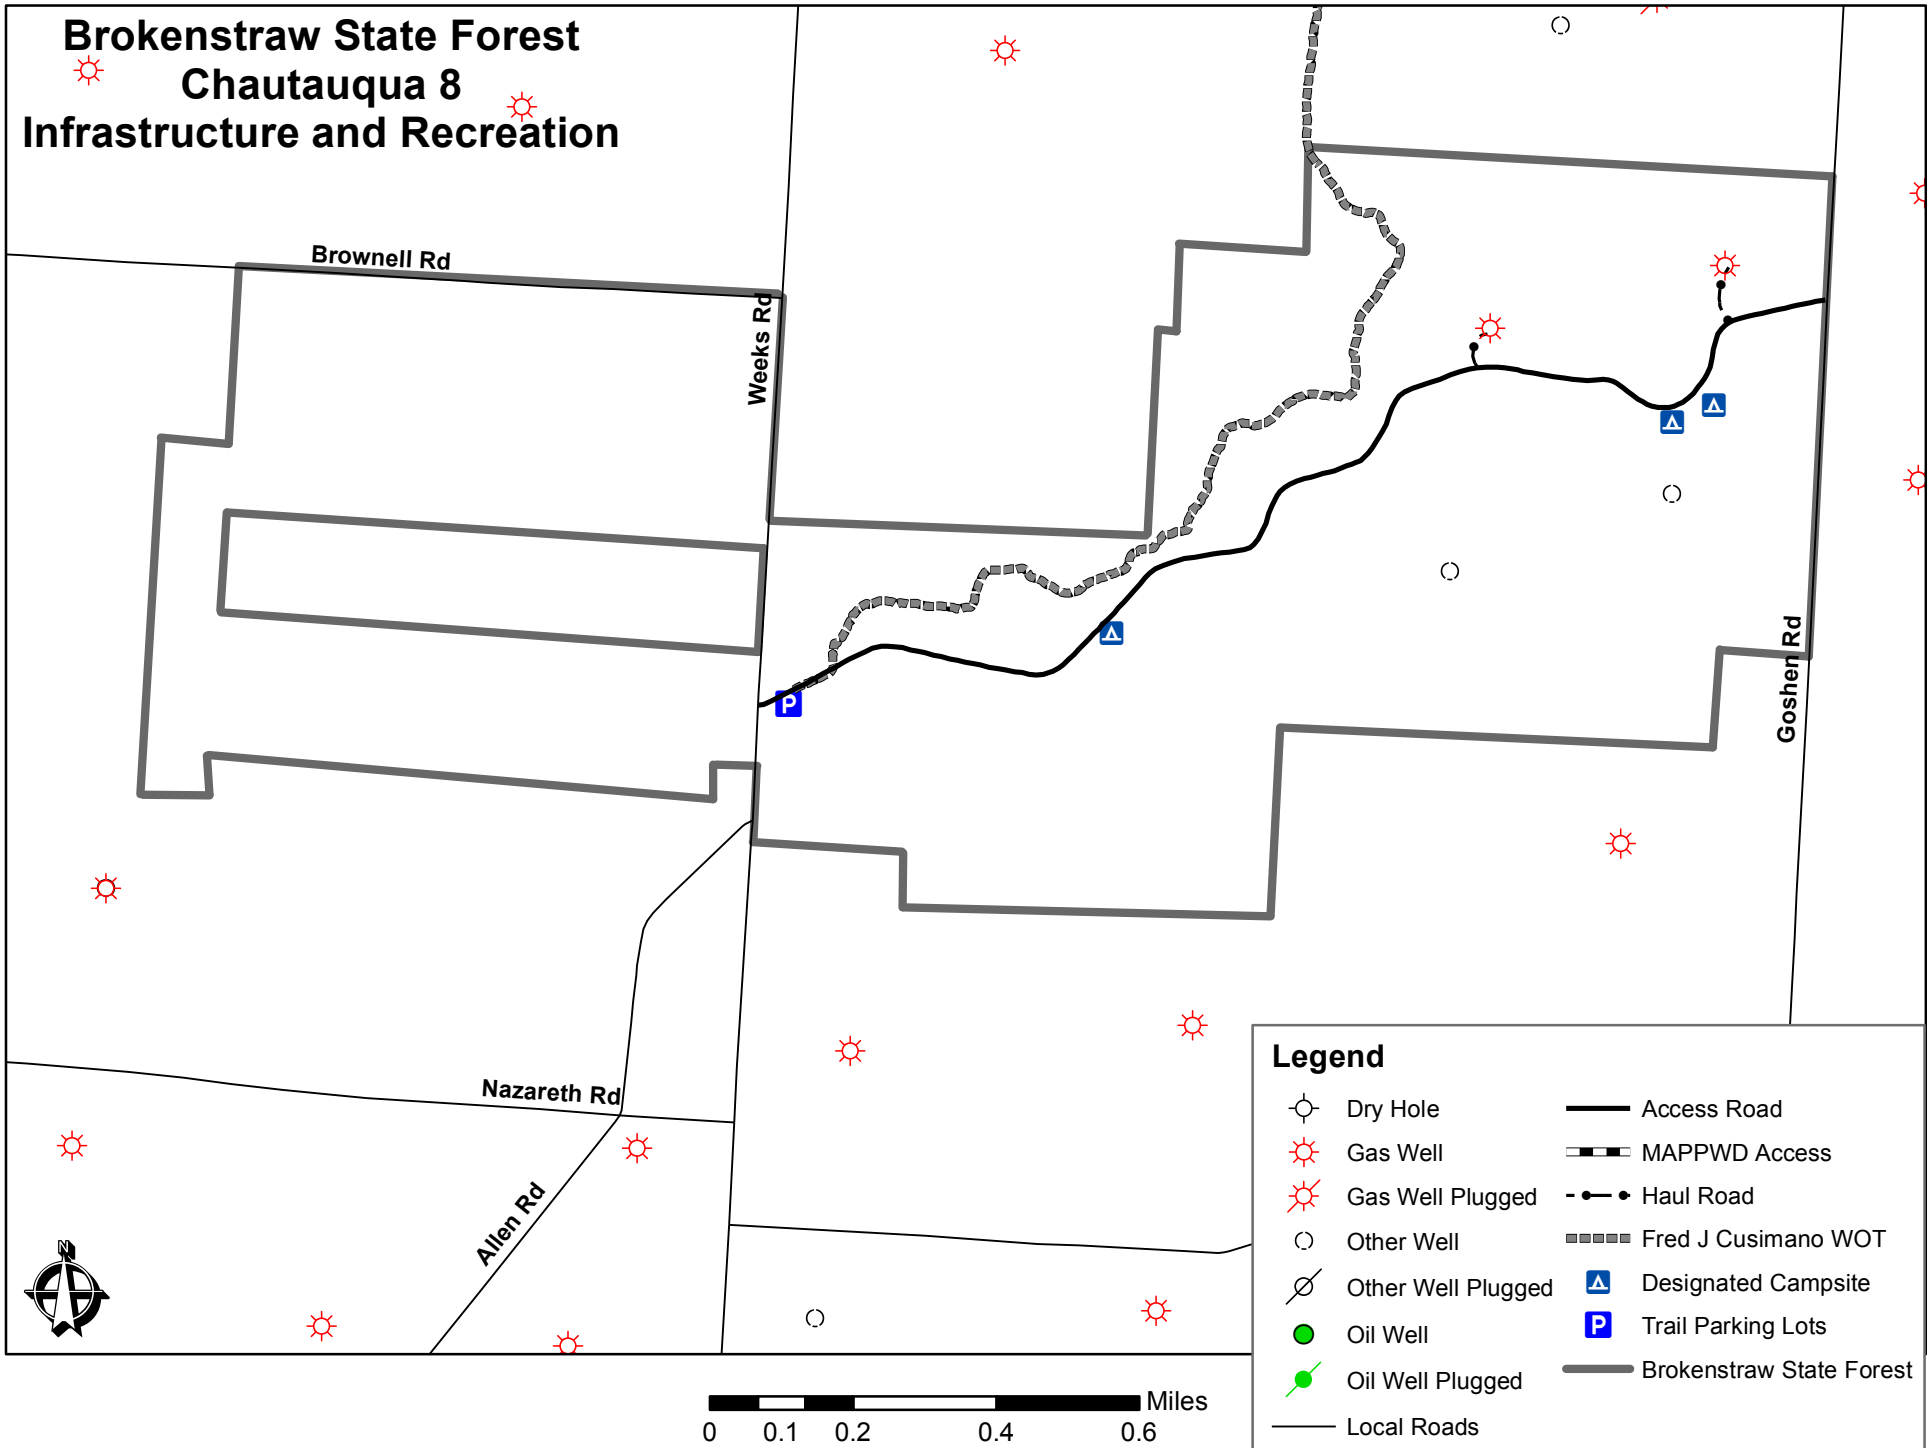 Brokenstraw State Forest
Chautauqua 8
Infrastructure and Recreation
Brownell Rd
Weeks Rd
Goshen Rd
P
Nazareth Rd
Allen Rd
N
Legend
Dry Hole
Gas Well
Gas Well Plugged
Other Well
Other Well Plugged
Oil Well
Oil Well Plugged
Local Roads
Access Road
MAPPWD Access
Haul Road
Fred J Cusimano WOT
Designated Campsite
P Trail Parking Lots
Brokenstraw State Forest
Miles
0 0.1 0.2 0.4 0.6